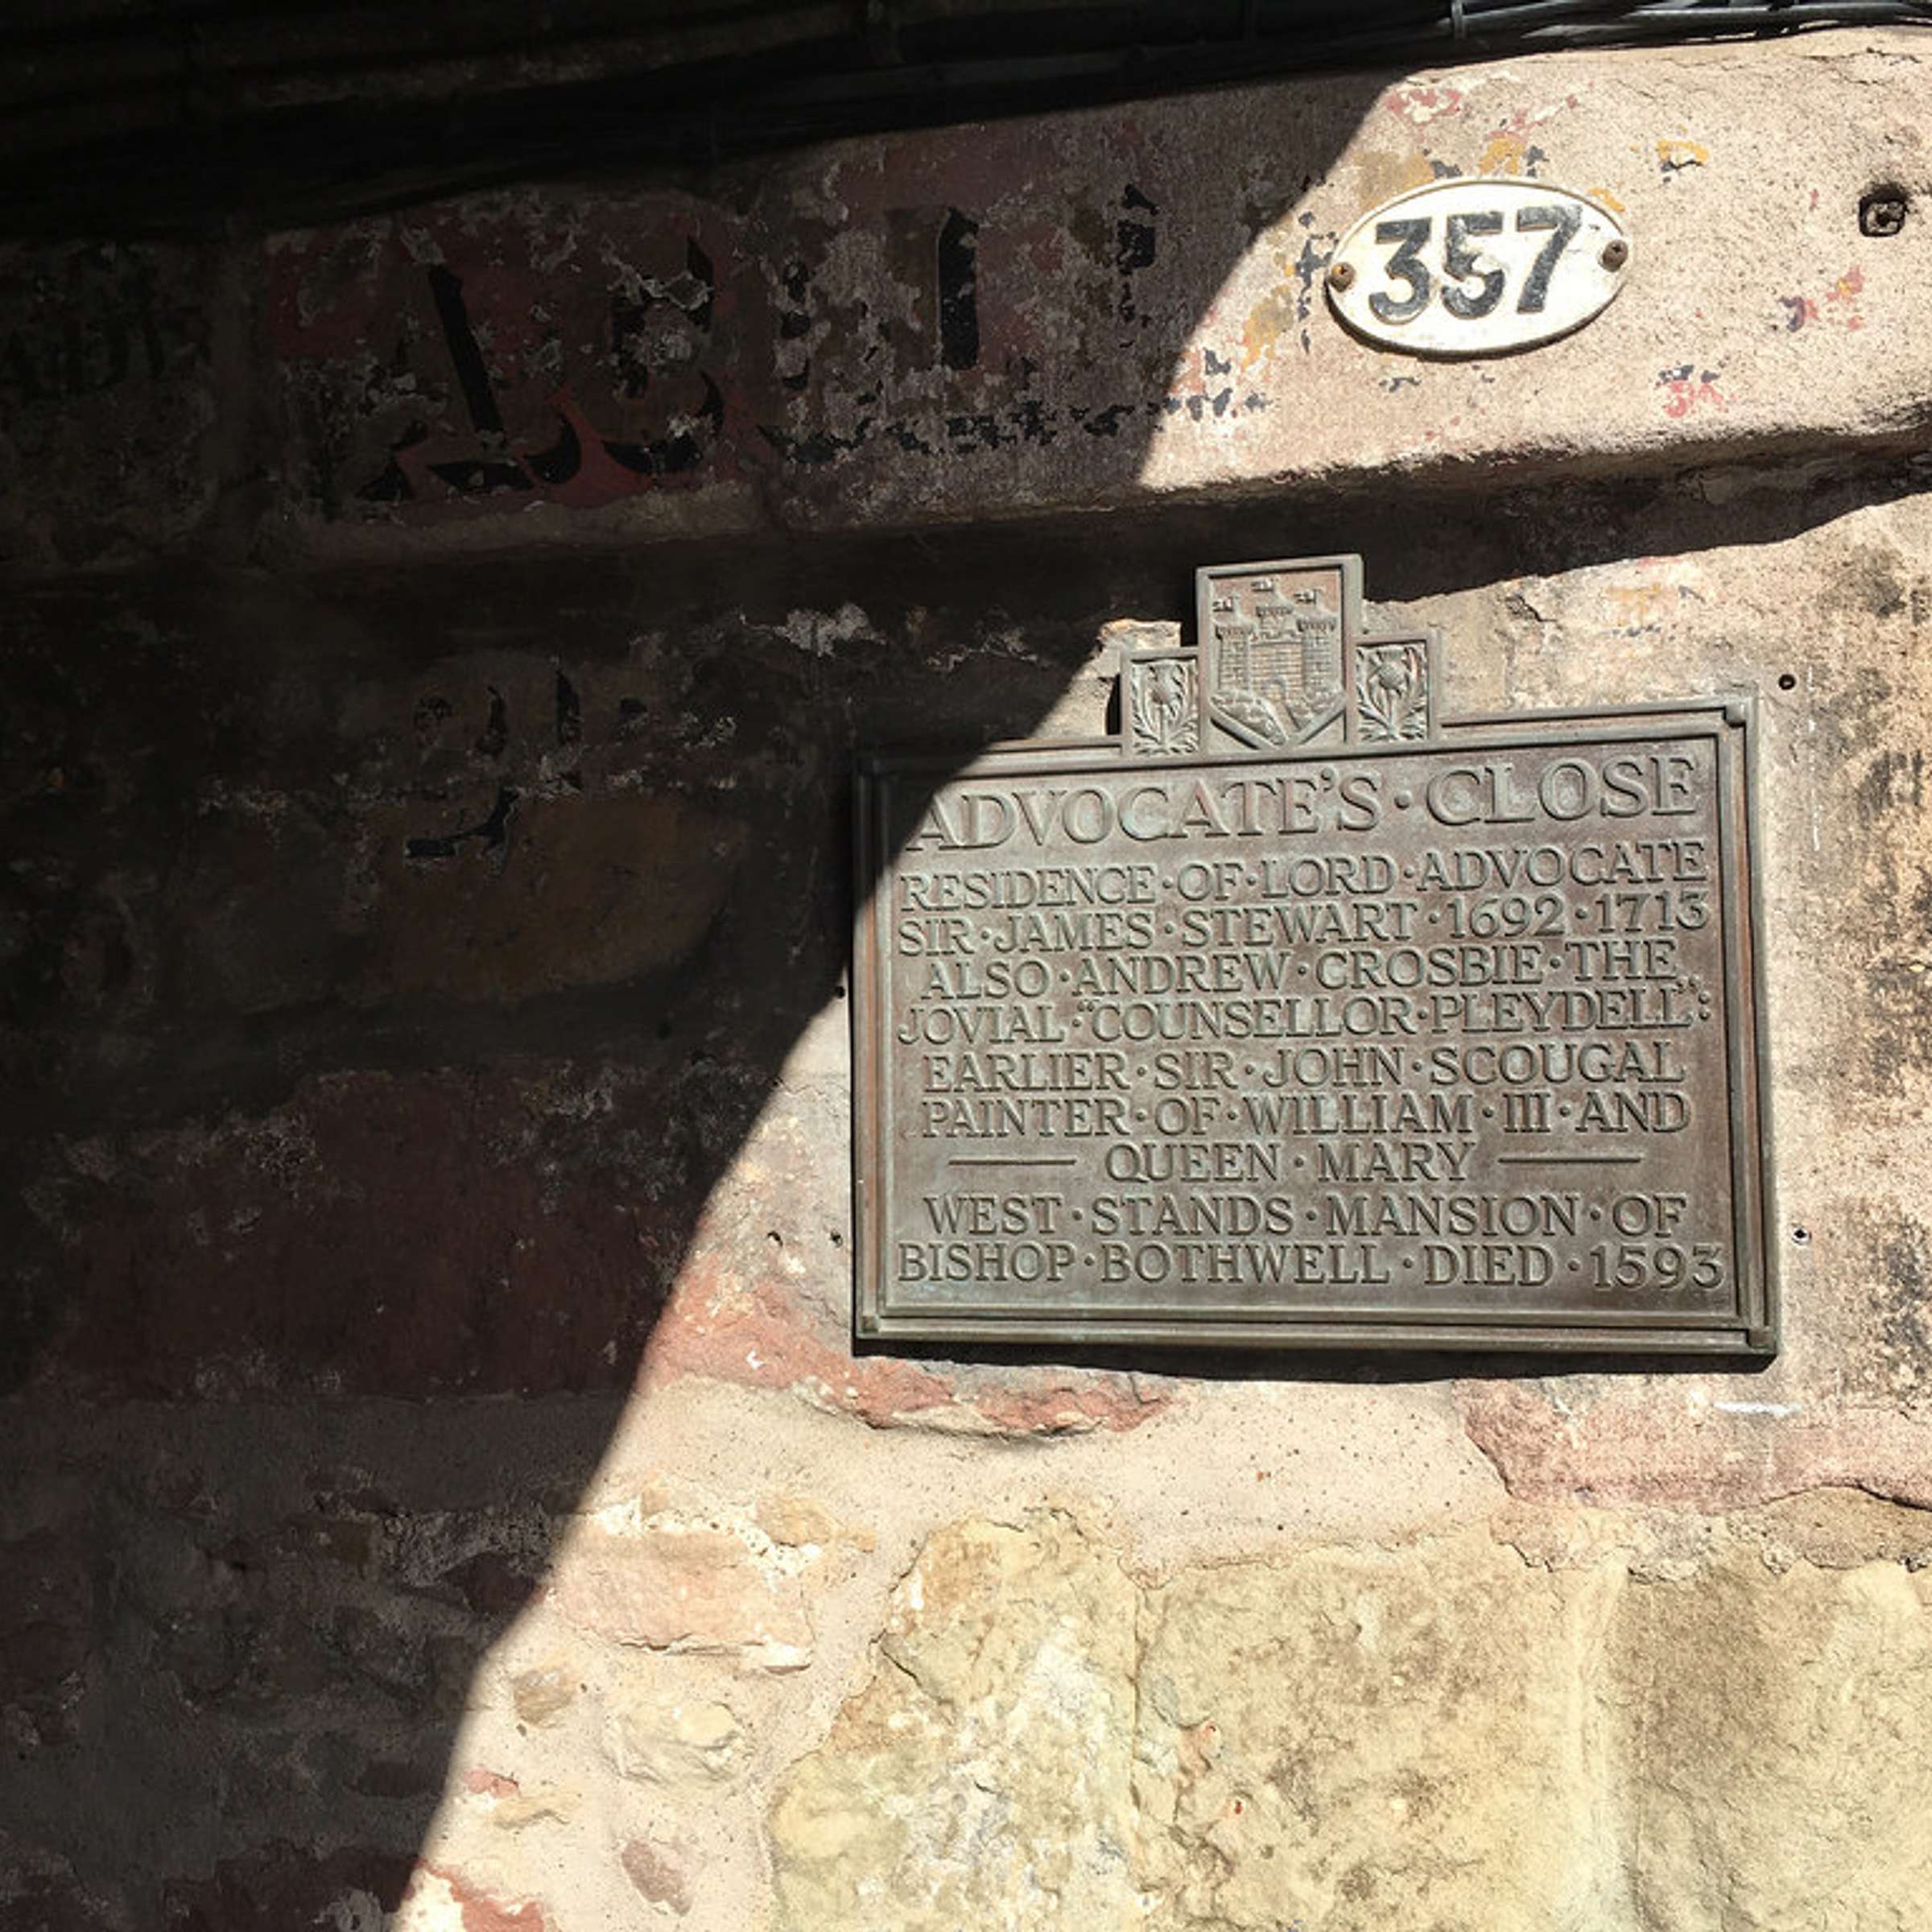 357
ADVOCATE'S·CLOSE
RESIDENCE·OF·LORD·ADVOCATE
SIR·JAMES·STEWART·1692·1713
ALSO·ANDREW·CROSBIE·THE
JOVIAL·“COUNSELLOR·PLEYDELL”:
EARLIER·SIR·JOHN·SCOUGAL
PAINTER·OF·WILLIAM·III·AND
QUEEN·MARY
WEST·STANDS·MANSION·OF
BISHOP·BOTHWELL·DIED·1593